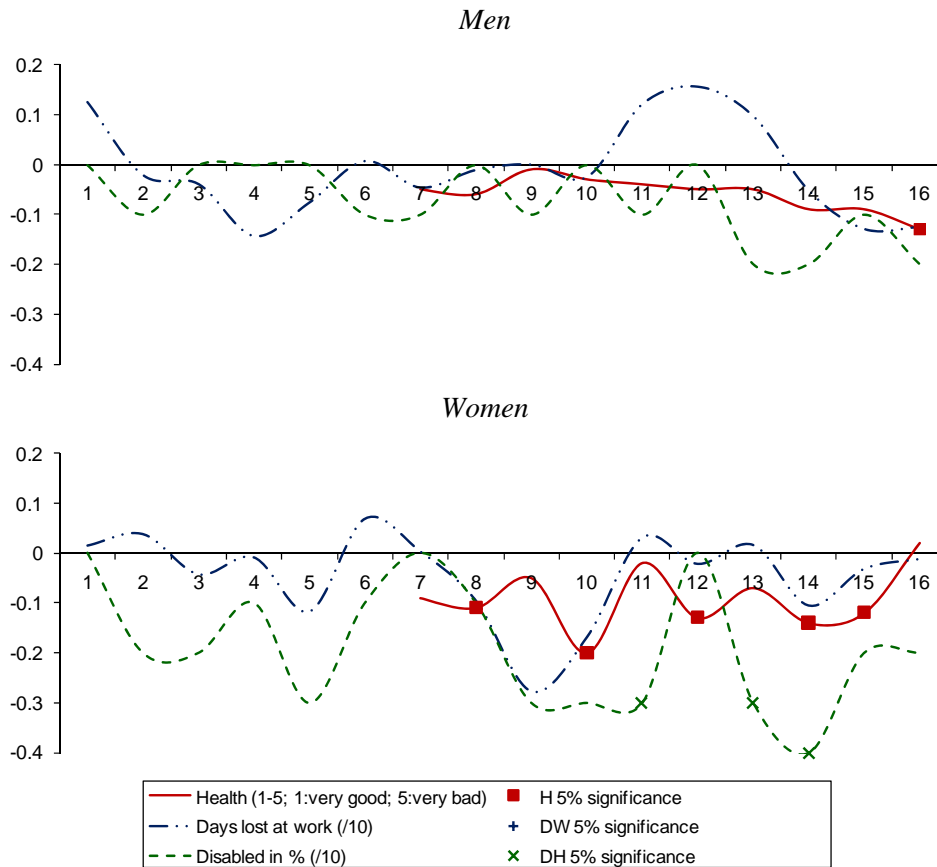 Men
0.2
0.1
0
1 2 3 4 5 6 7 8 9 10 11 12 13 14 15 16
-0.1
-0.2
-0.3
-0.4
Women
0.2
0.1
0
1 2 3 4 5 6 7 8 9 10 11 12 13 14 15 16
-0.1
-0.2
-0.3
-0.4
Health (1-5; 1:very good; 5:very bad) H 5% significance
Days lost at work (/10) DW 5% significance
Disabled in % (/10) DH 5% significance